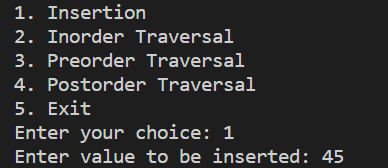 1. Insertion
2. Inorder Traversal
3. Preorder Traversal
4. Postorder Traversal
5. Exit
Enter your choice: 1
Enter value to be inserted: 45